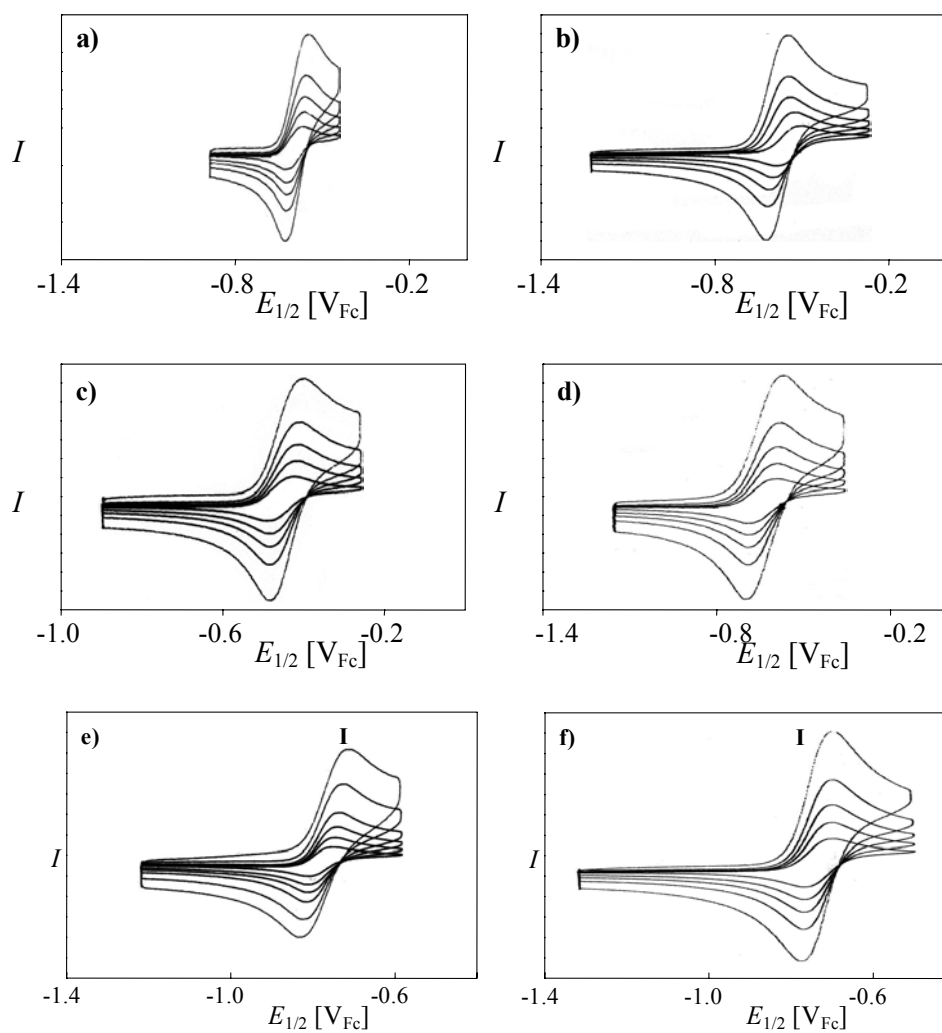 a) b)
I I
-1.4 -0.8 -0.2 -1.4 -0.8 -0.2
E1/2 [VFc] E1/2 [VFc]
c) d)
I I
-1.0 -0.6 -0.2 -1.4 -0.8 -0.2
E1/2 [VFc] E1/2 [VFc]
e) I f) I
I I
-1.4 -1.0 -0.6 -1.4 -1.0 -0.6
E1/2 [VFc] E1/2 [VFc]